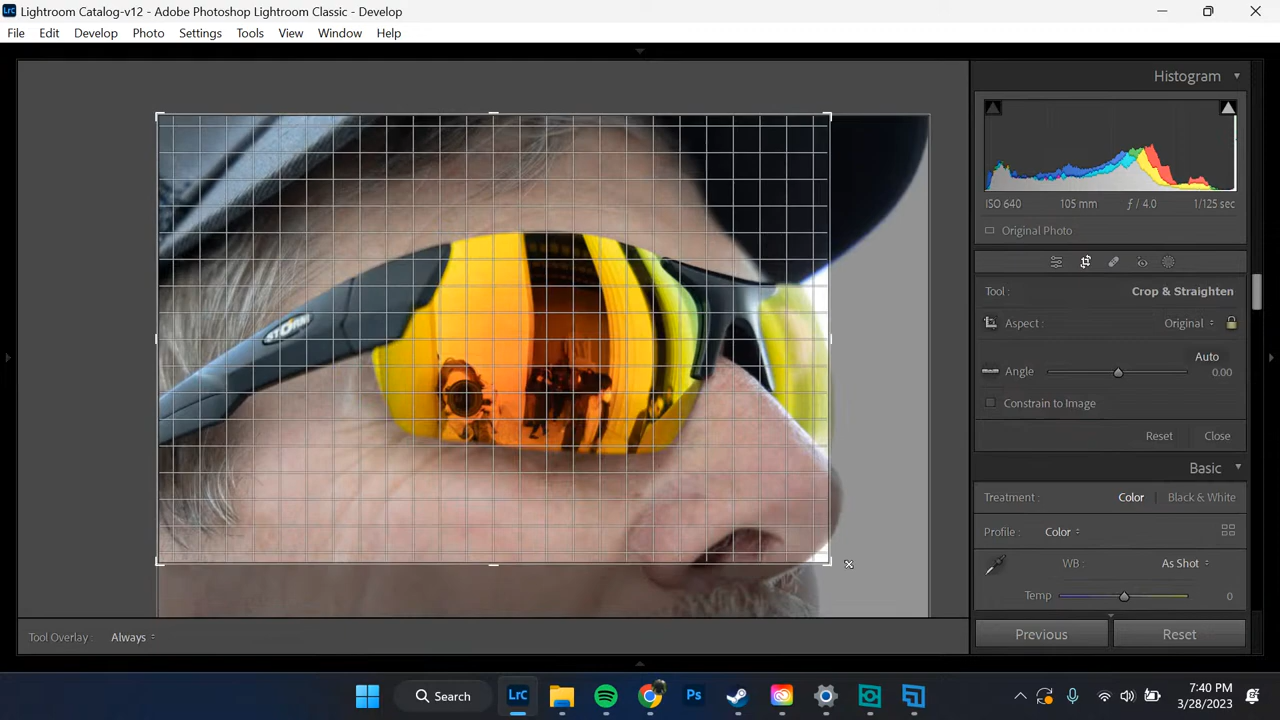 Lightroom Catalog-v12 - Adobe Photoshop Lightroom Classic - Develop
File Edit Develop Photo Settings Tools View Window Help
Histogram
ISO 640 105 mm ƒ / 4.0 1/125 sec
Original Photo
Tool : Crop & Straighten
Aspect : Original
Auto
Angle 0.00
Constrain to Image
Reset Close
Basic
Treatment : Color Black & White
Profile : Color
WB : As Shot
Temp 0
Tool Overlay : Always
Previous Reset
LrC
Search
LrC
Ps
7:40 PM
3/28/2023